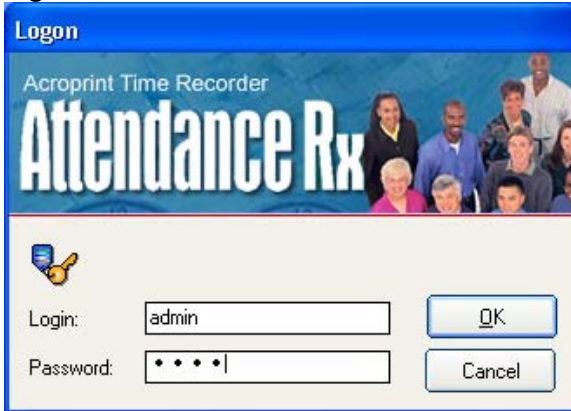 Logon
Acroprint Time Recorder
Attendance Rx
Login:
admin
OK
Password:
••••
Cancel